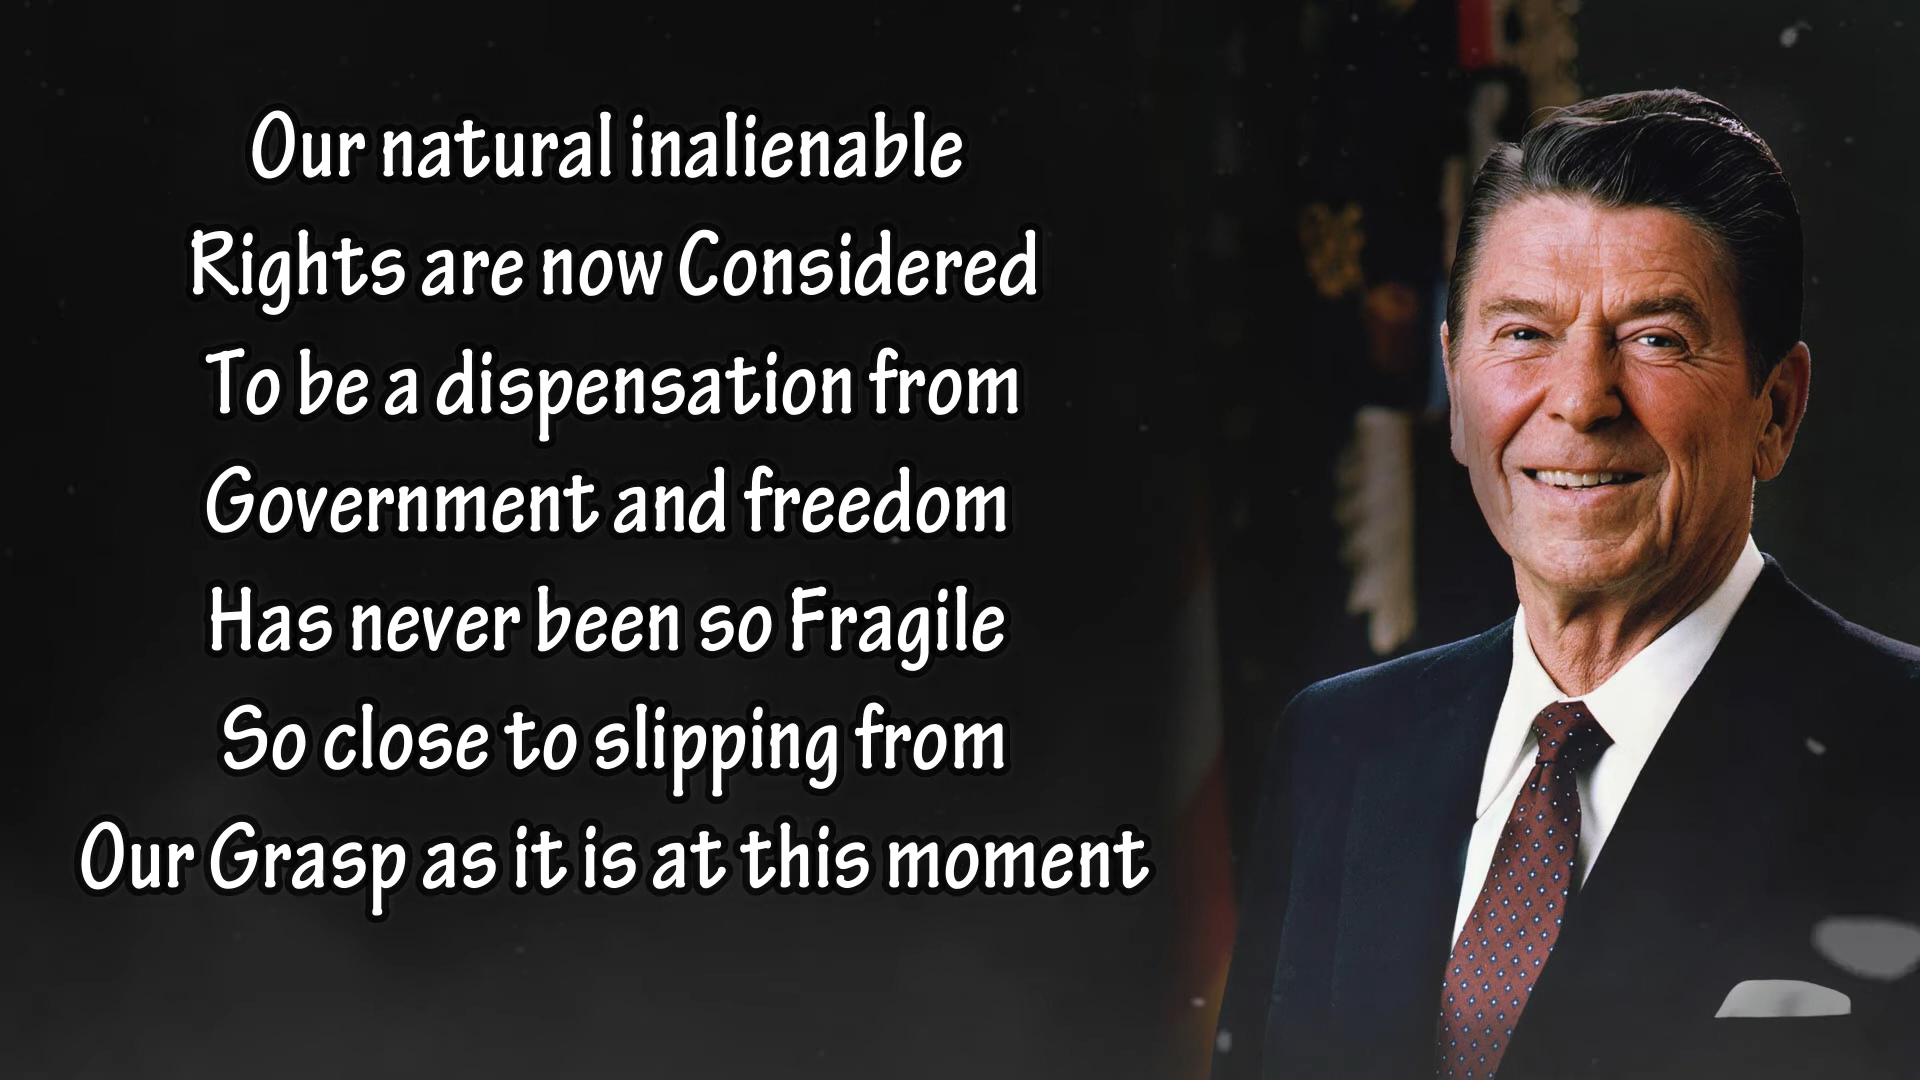 Our natural inalienable
Rights are now Considered
To be a dispensation from
Government and freedom
Has never been so Fragile
So close to slipping from
Our Grasp as it is at this moment